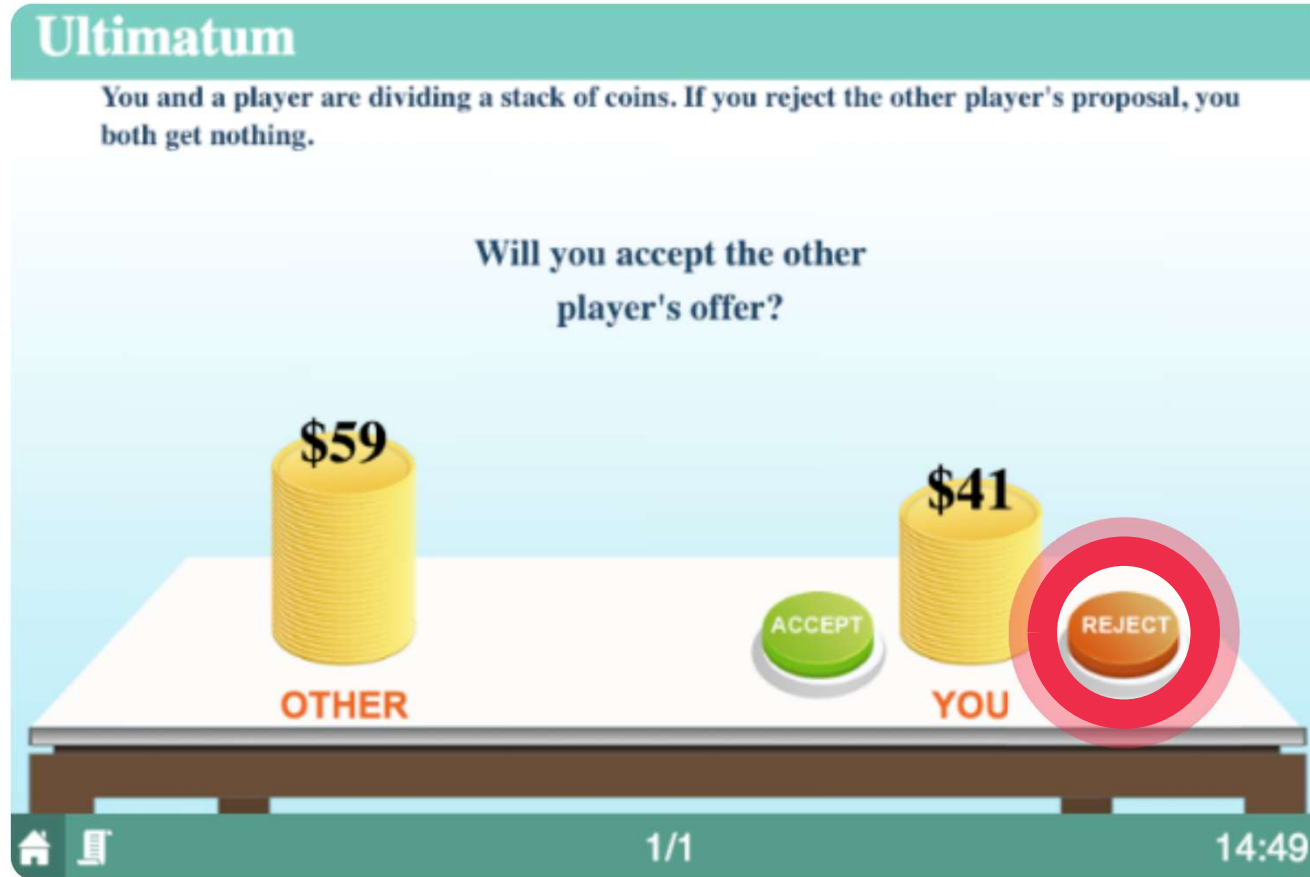 Ultimatum
You and a player are dividing a stack of coins. If you reject the other player's proposal, you
both get nothing.
Will you accept the other
player's offer?
$59
$41
ACCEPT
REJECT
OTHER
YOU
1/1
14:49